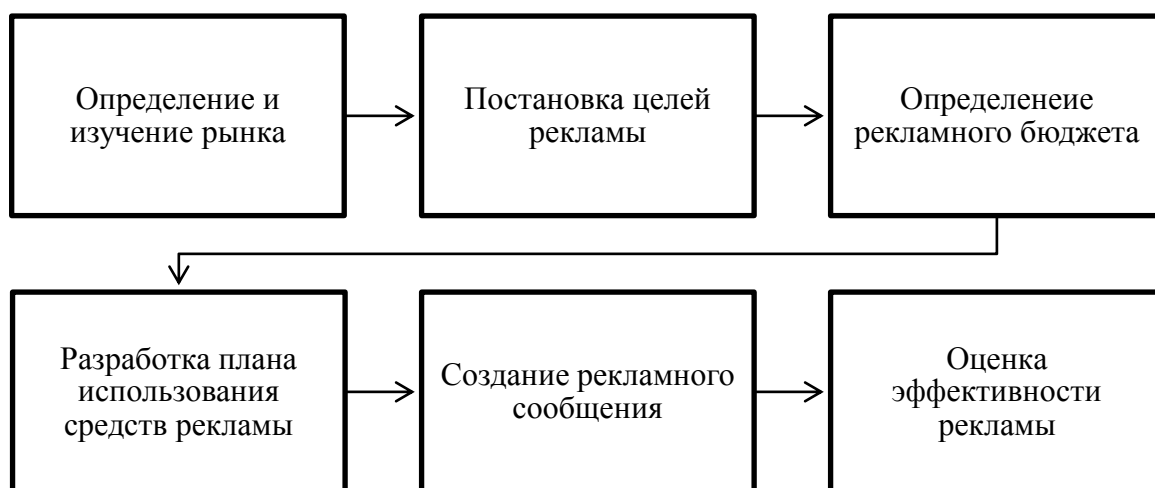 Определение и
изучение рынка
Постановка целей
рекламы
Определенеие
рекламного бюджета
Разработка плана
использования
средств рекламы
Создание рекламного
сообщения
Оценка
эффективности
рекламы